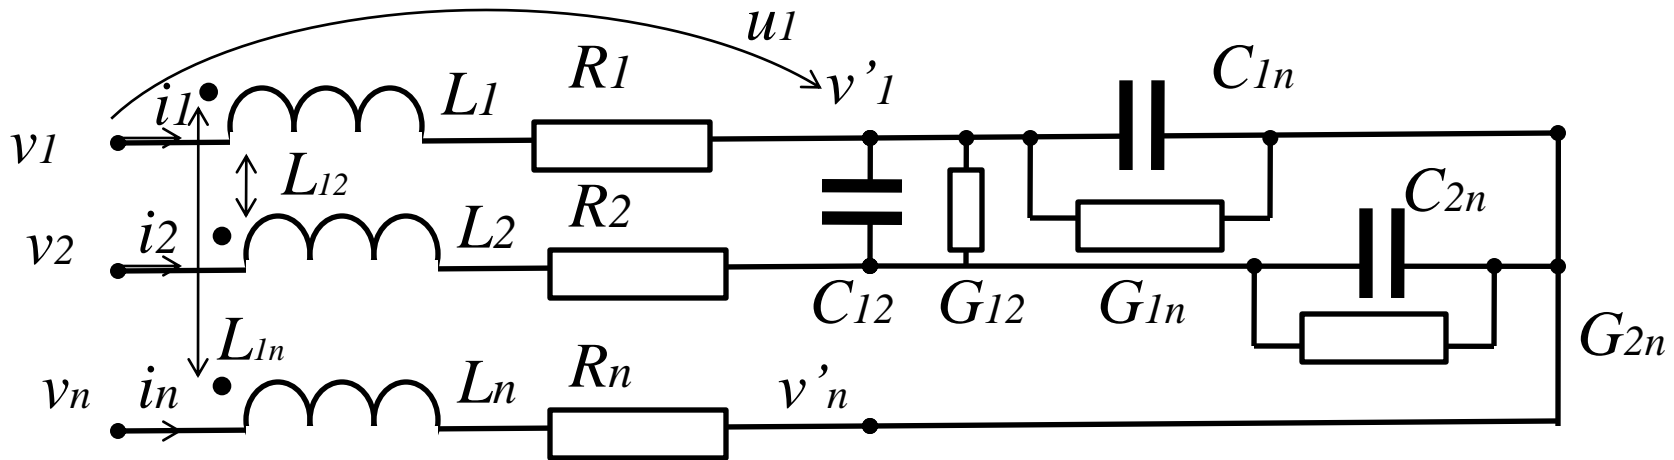 u1
R1
C1n
i1
L1
v'1
v1
L12
R2
C2n
i2
L2
v2
C12
G12
G1n
G2n
L1n
Rn
vn
in
Ln
v'n